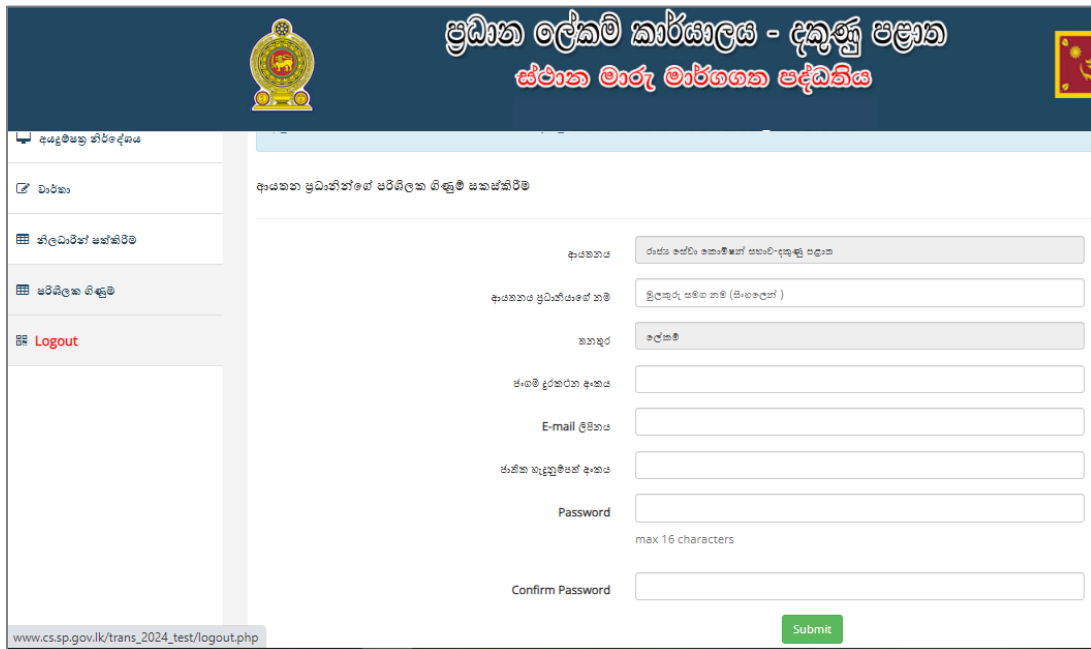 ප්‍රධාන ලේකම් කාර්යාලය - දකුණු පළාත
ස්ථාන මාරු මාර්ගගත පද්ධතිය
අයදුම්පත්‍ර නිර්දේශය
වාර්තා
නිලධාරීන් පත්කිරීම
පරිශීලක ගිණුම
Logout
ආයතන ප්‍රධානින්ගේ පරිශිලක ගිණුම් සකස්කිරීම
ආයතනය
රාජ්‍ය සේවා කොමිෂන් සභාව-දකුණු පළාත
ආයතනය ප්‍රධානියාගේ නම
මුලකුරු සමග නම (සිංහලෙන් )
තනතුර
ලේකම්
ජංගම දුරකථන අංකය
E-mail ලිපිනය
ජාතික හැඳුනුම්පත් අංකය
Password
max 16 characters
Confirm Password
Submit
www.cs.sp.gov.lk/trans_2024_test/logout.php